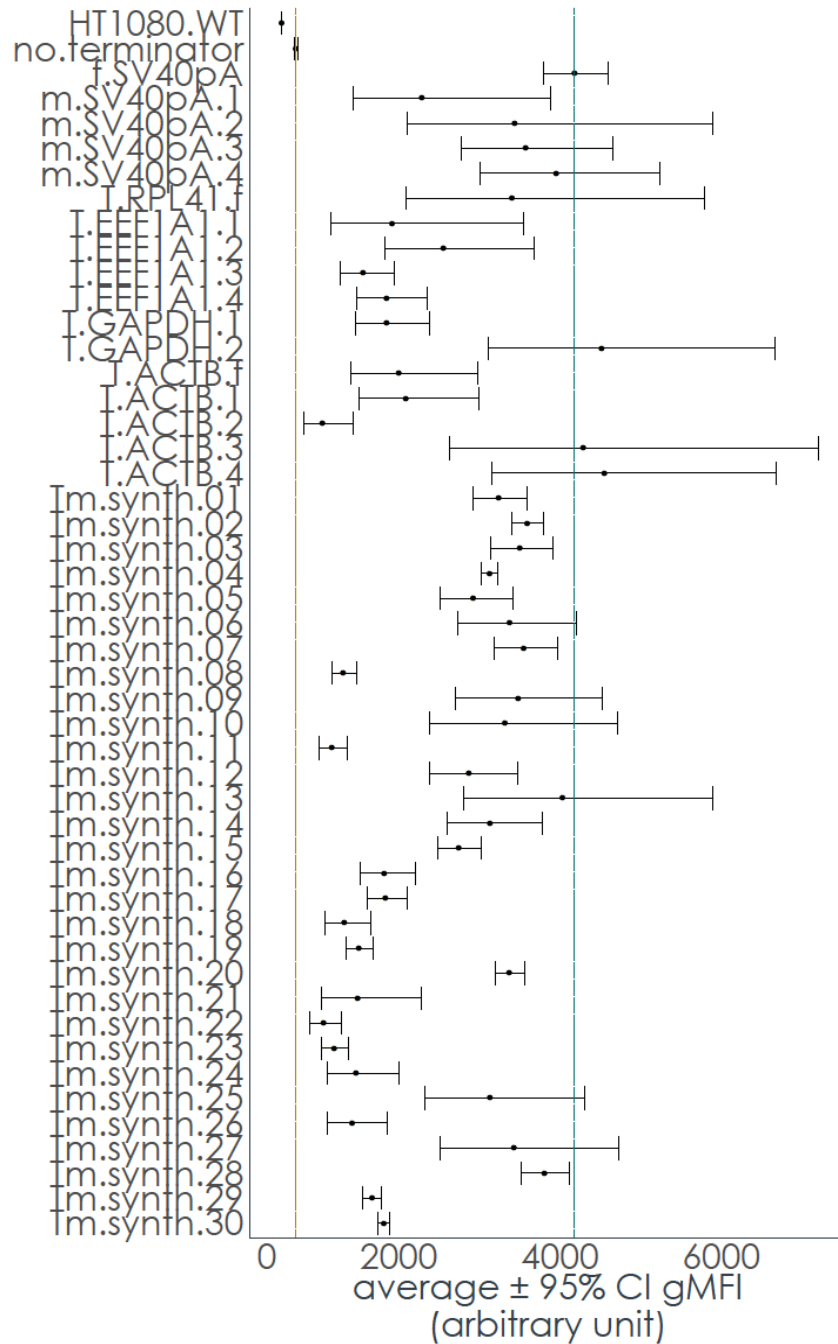 HT1080.WT
no.terminator
f.SV40pA
m.SV40pA.1
m.SV40pA.2
m.SV40pA.3
m.SV40pA.4
T.RPL41.f
T.EEF1A1.1
T.EEF1A1.2
T.EEF1A1.3
T.EEF1A1.4
T.GAPDH.1
T.GAPDH.2
T.ACTB.f
T.ACTB.1
T.ACTB.2
T.ACTB.3
T.ACTB.4
Tm.synth.01
Tm.synth.02
Tm.synth.03
Tm.synth.04
Tm.synth.05
Tm.synth.06
Tm.synth.07
Tm.synth.08
Tm.synth.09
Tm.synth.10
Tm.synth.11
Tm.synth.12
Tm.synth.13
Tm.synth.14
Tm.synth.15
Tm.synth.16
Tm.synth.17
Tm.synth.18
Tm.synth.19
Tm.synth.20
Tm.synth.21
Tm.synth.22
Tm.synth.23
Tm.synth.24
Tm.synth.25
Tm.synth.26
Tm.synth.27
Tm.synth.28
Tm.synth.29
Tm.synth.30
0 2000 4000 6000
average ± 95% CI gMFI
(arbitrary unit)